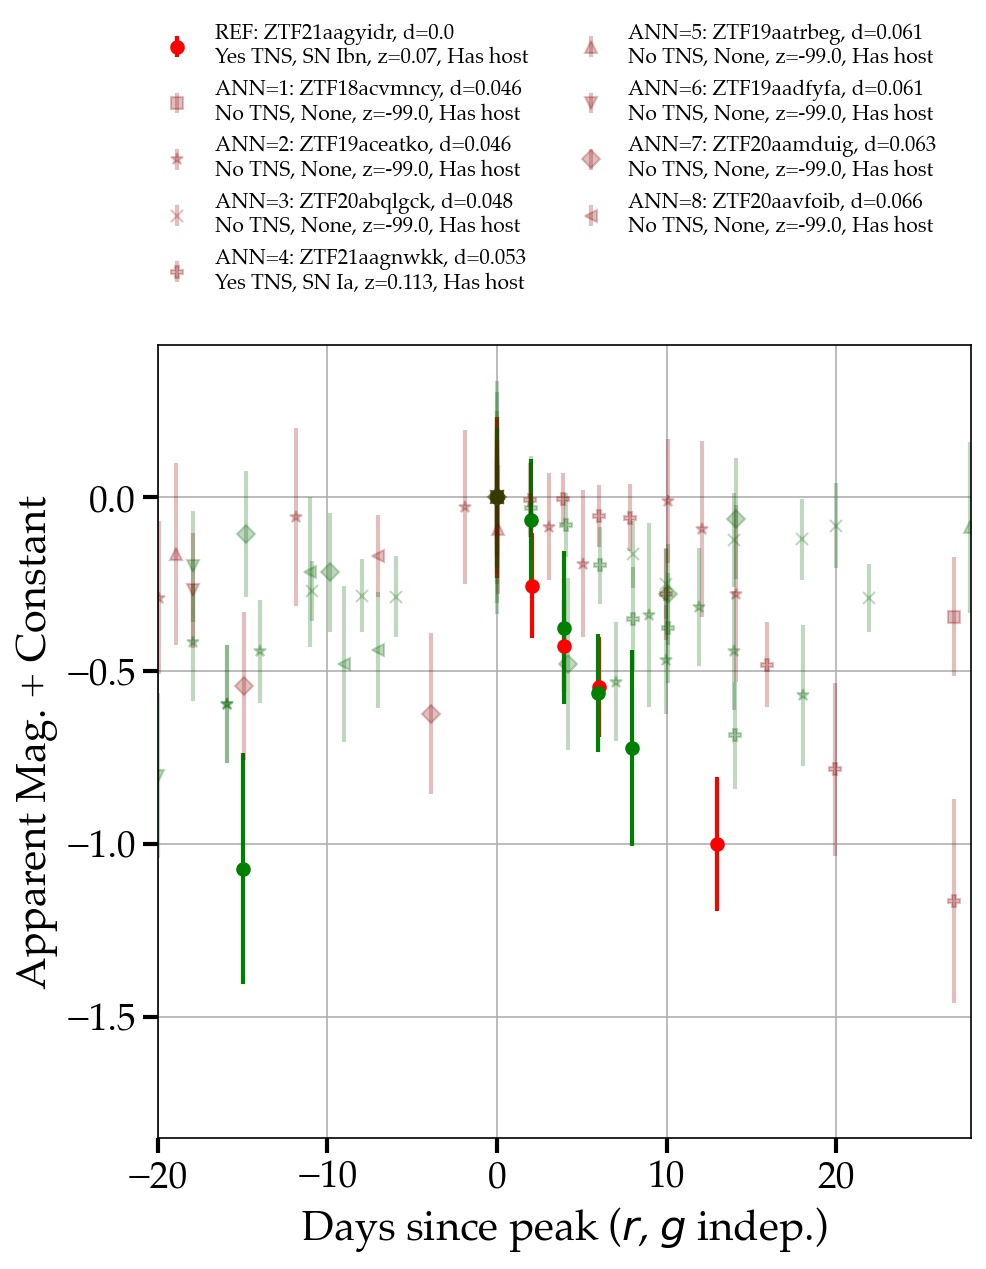 REF: ZTF21aagyidr, d=0.0
Yes TNS, SN Ibn, z=0.07, Has host
ANN=1: ZTF18acvmncy, d=0.046
No TNS, None, z=-99.0, Has host
ANN=2: ZTF19aceatko, d=0.046
No TNS, None, z=-99.0, Has host
ANN=3: ZTF20abqlgck, d=0.048
No TNS, None, z=-99.0, Has host
ANN=4: ZTF21aagnwkk, d=0.053
Yes TNS, SN Ia, z=0.113, Has host
ANN=5: ZTF19aatrbeg, d=0.061
No TNS, None, z=-99.0, Has host
ANN=6: ZTF19aadfyfa, d=0.061
No TNS, None, z=-99.0, Has host
ANN=7: ZTF20aamduig, d=0.063
No TNS, None, z=-99.0, Has host
ANN=8: ZTF20aavfoib, d=0.066
No TNS, None, z=-99.0, Has host
Apparent Mag. + Constant
0.0
−0.5
−1.0
−1.5
−20 −10 0 10 20
Days since peak (r, g indep.)